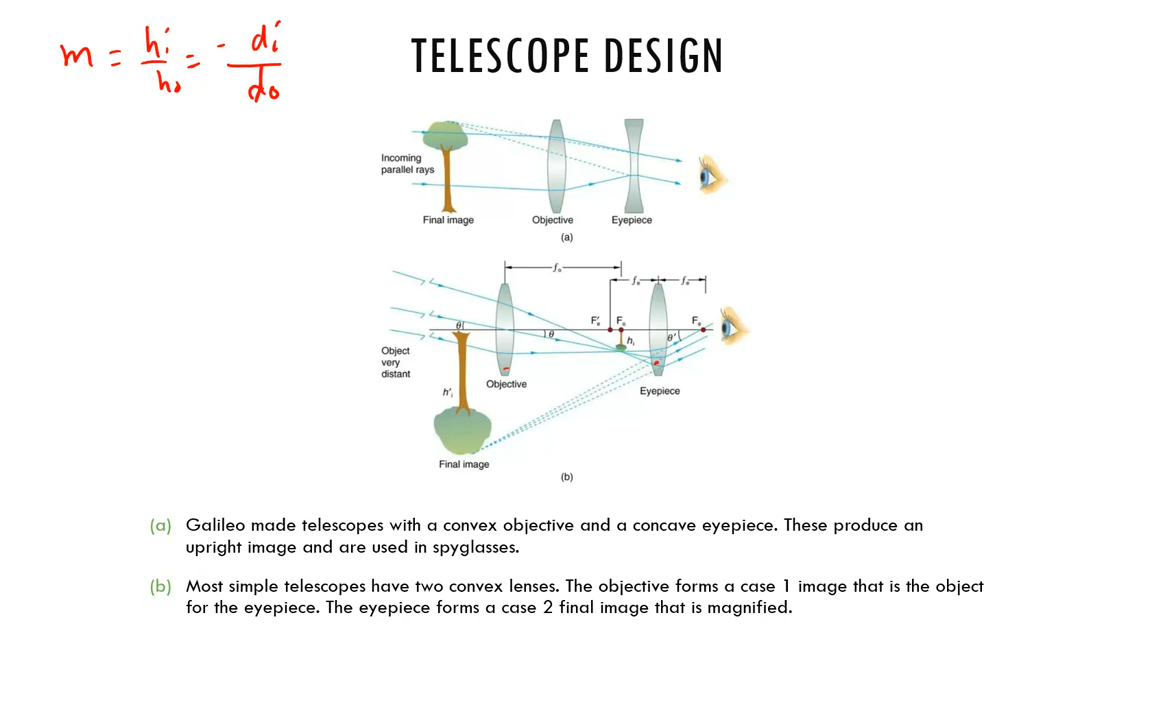 m = hi/ho = - di/do
TELESCOPE DESIGN
Incoming
parallel rays
Final image
Objective
Eyepiece
(a)
fo
fe
fe
F'e
Fo
Fe
θ
θ
θ'
hi
Object
very
distant
h'i
Objective
Eyepiece
Final image
(b)
(a) Galileo made telescopes with a convex objective and a concave eyepiece. These produce an
upright image and are used in spyglasses.
(b) Most simple telescopes have two convex lenses. The objective forms a case 1 image that is the object
for the eyepiece. The eyepiece forms a case 2 final image that is magnified.